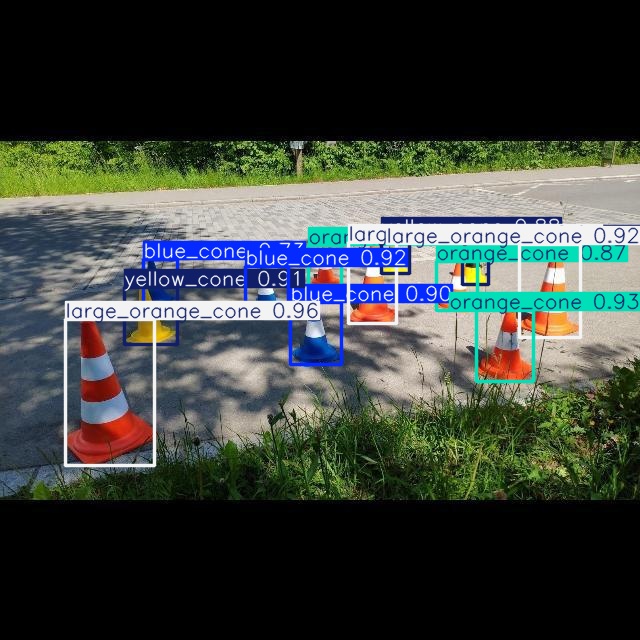 large_orange_cone 0.92
blue_cone
orange_cone 0.87
blue_cone 0.92
yellow_cone 0.91
blue_cone 0.90
orange_cone 0.93
large_orange_cone 0.96